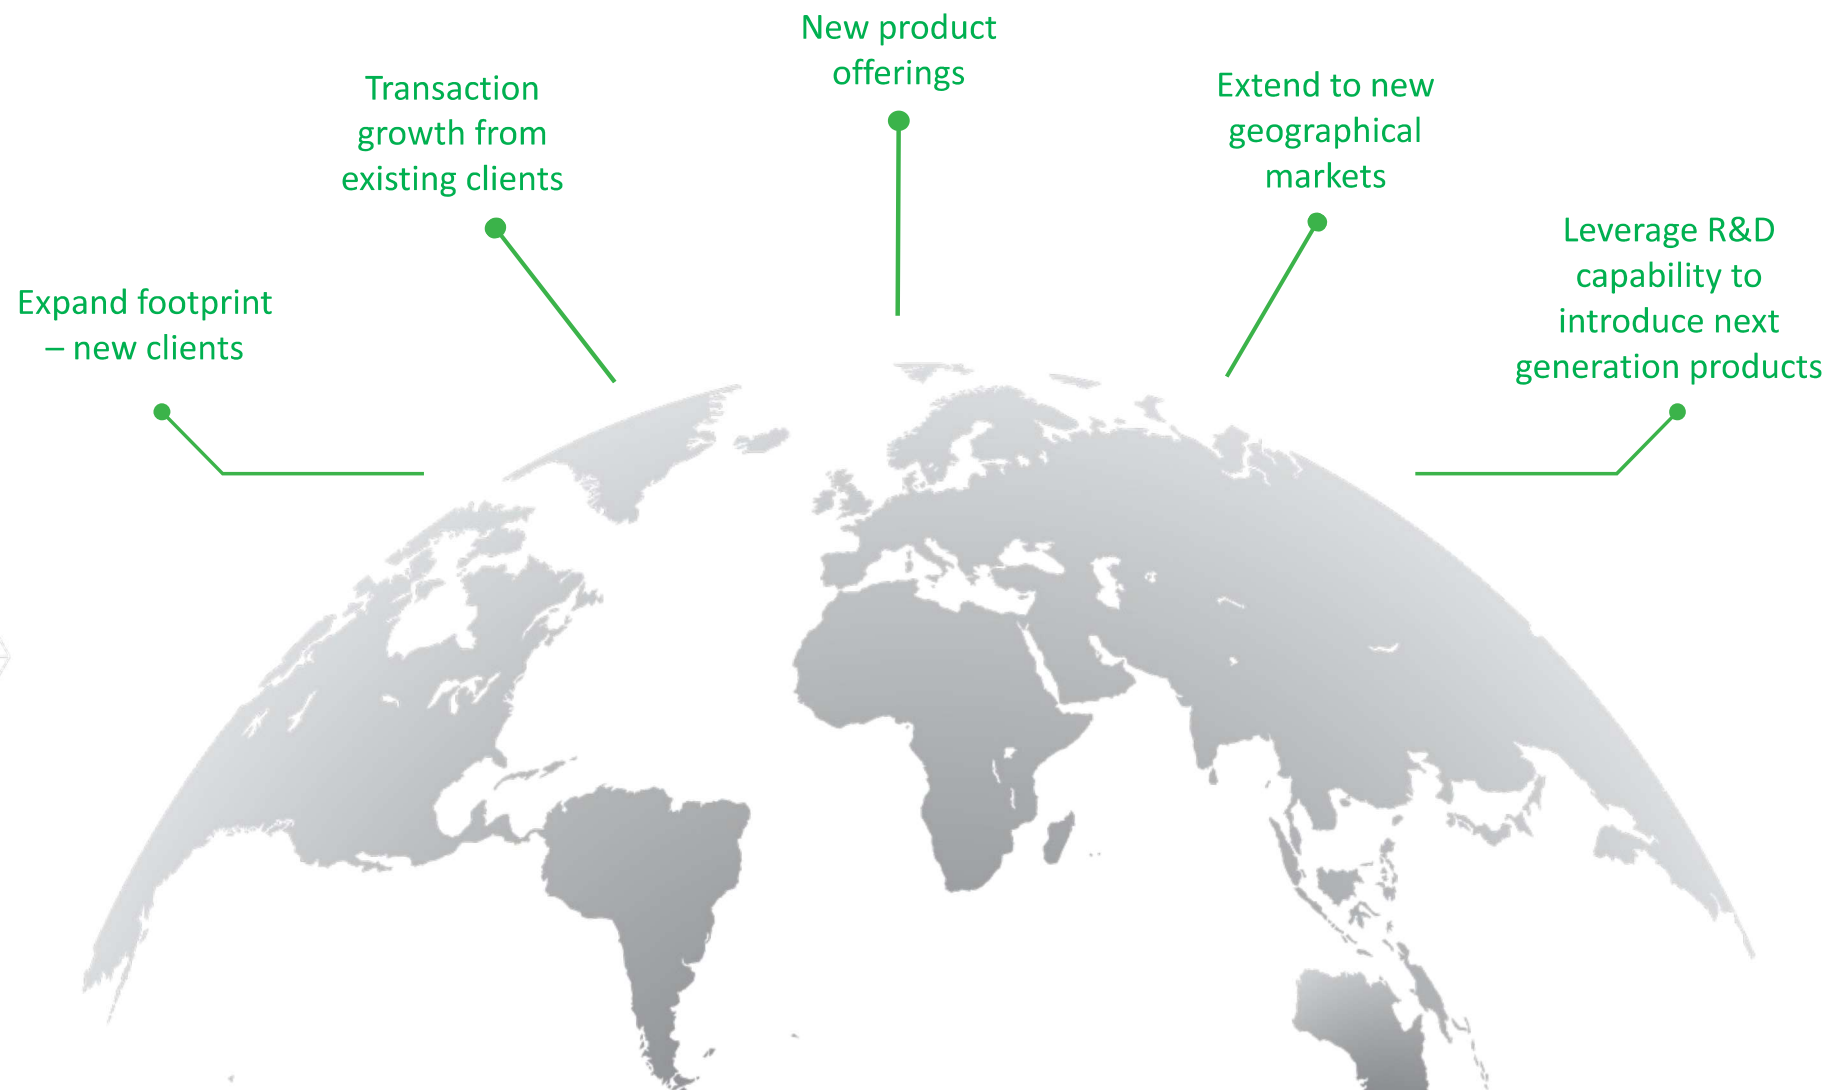 Expand footprint
– new clients
Transaction
growth from
existing clients
New product
offerings
Extend to new
geographical
markets
Leverage R&D
capability to
introduce next
generation products